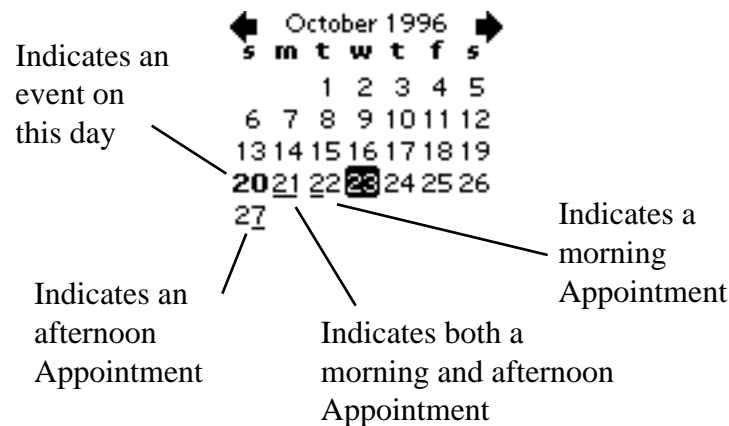 October 1996
s m t w t f s
1 2 3 4 5
6 7 8 9 10 11 12
13 14 15 16 17 18 19
20 21 22 23 24 25 26
27
Indicates an
event on
this day
Indicates a
morning
Appointment
Indicates an
afternoon
Appointment
Indicates both a
morning and afternoon
Appointment